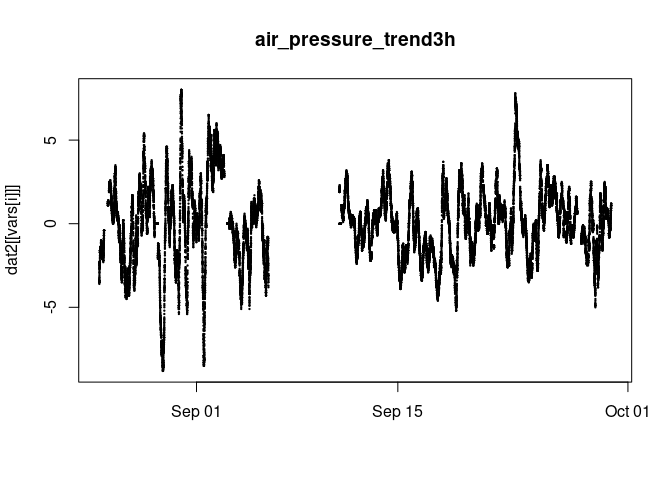 air_pressure_trend3h
dat2[[vars[i]]]
5
0
-5
Sep 01
Sep 15
Oct 01